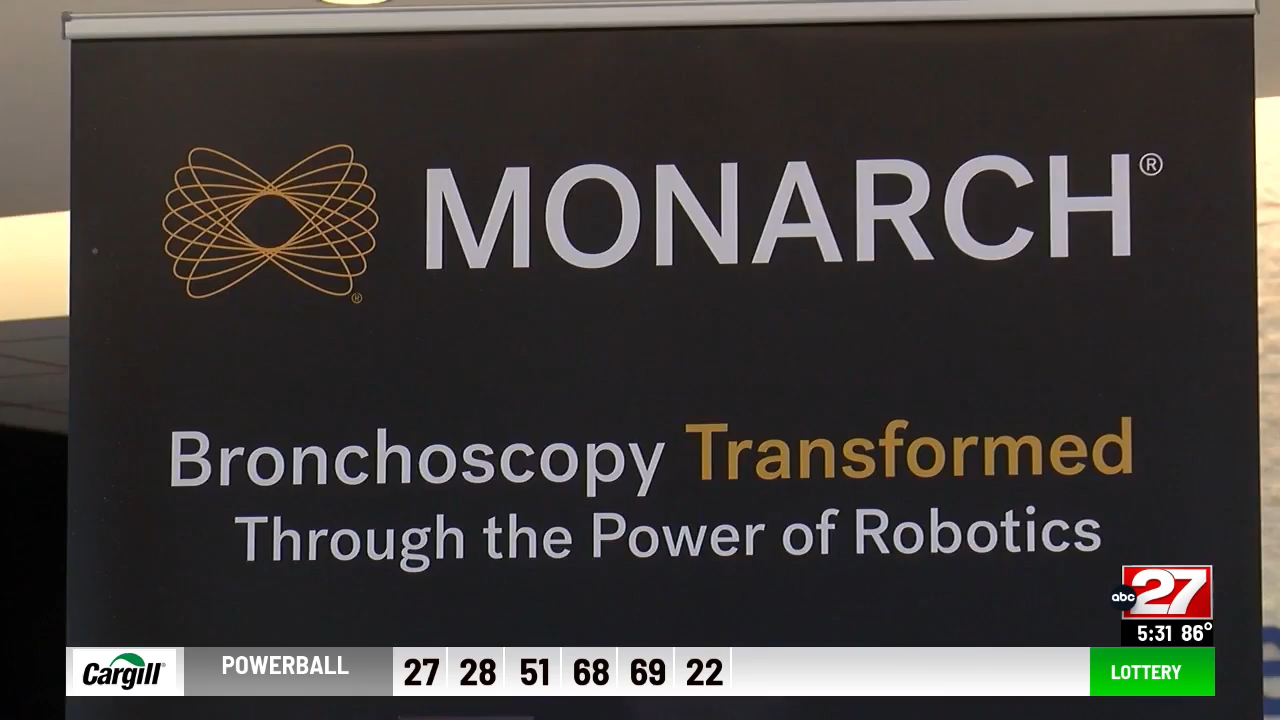 MONARCH®
®
Bronchoscopy Transformed
Through the Power of Robotics
abc 27
5:31 86°
Cargill POWERBALL 27 28 51 68 69 22 LOTTERY